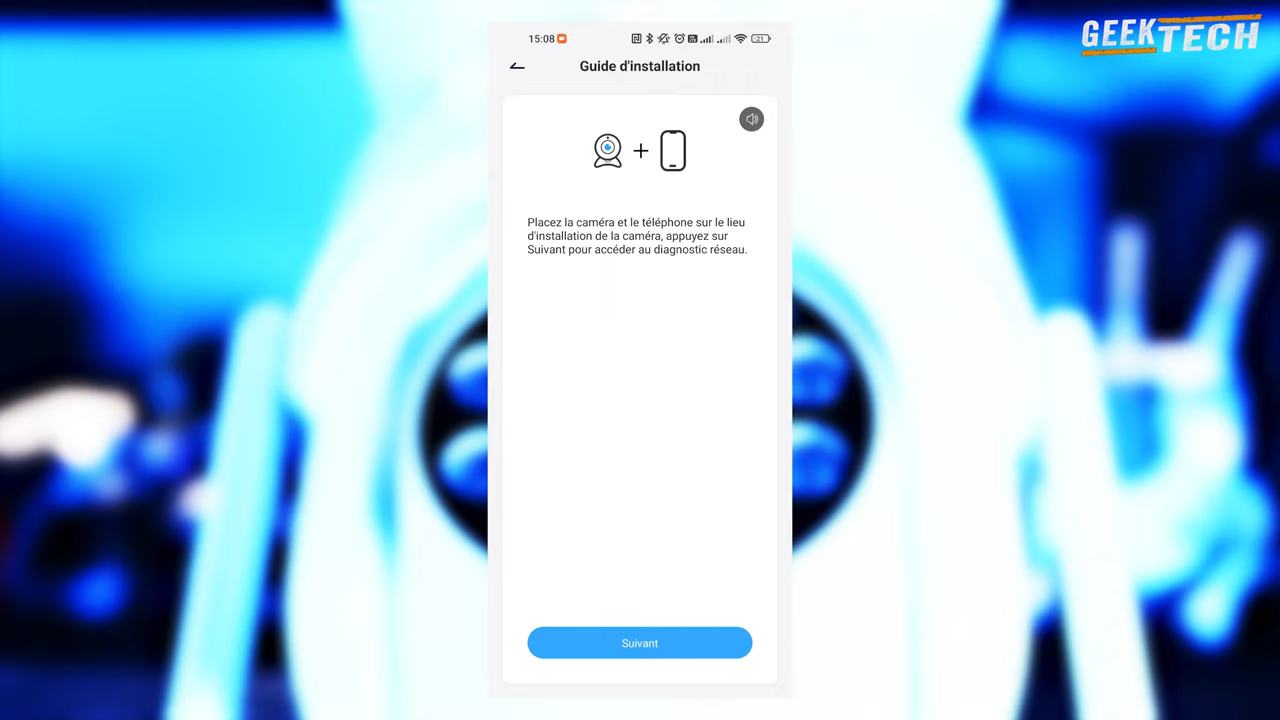 GEEKTECH
15:08
21
Guide d'installation
Placez la caméra et le téléphone sur le lieu
d'installation de la caméra, appuyez sur
Suivant pour accéder au diagnostic réseau.
Suivant